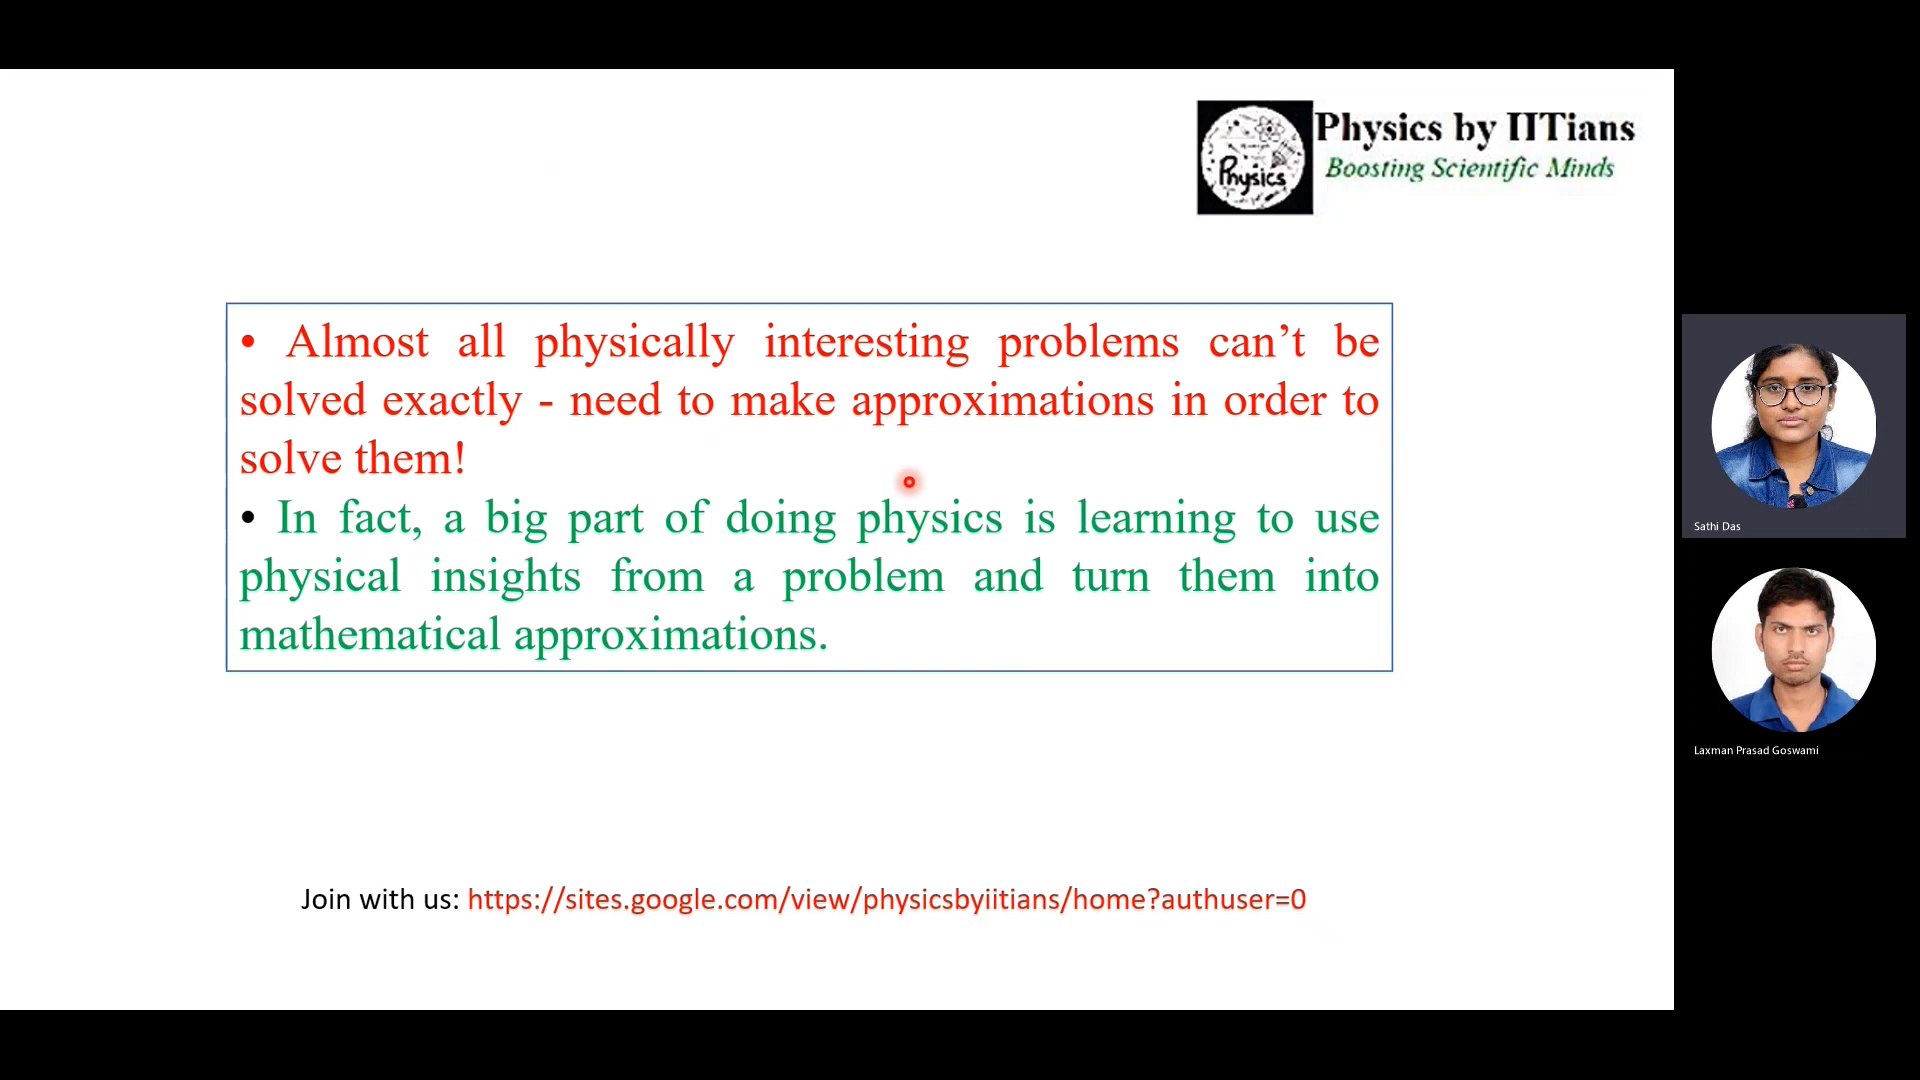 Physics by IITians
Boosting Scientific Minds
Physics
• Almost all physically interesting problems can’t be
solved exactly - need to make approximations in order to
solve them!
• In fact, a big part of doing physics is learning to use
physical insights from a problem and turn them into
mathematical approximations.
Join with us: https://sites.google.com/view/physicsbyiitians/home?authuser=0
Sathi Das
Laxman Prasad Goswami